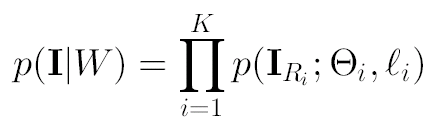 p(𝐈|W) = ∏_{i=1}^{K} p(𝐈_{R_i}; Θ_i, ℓ_i)